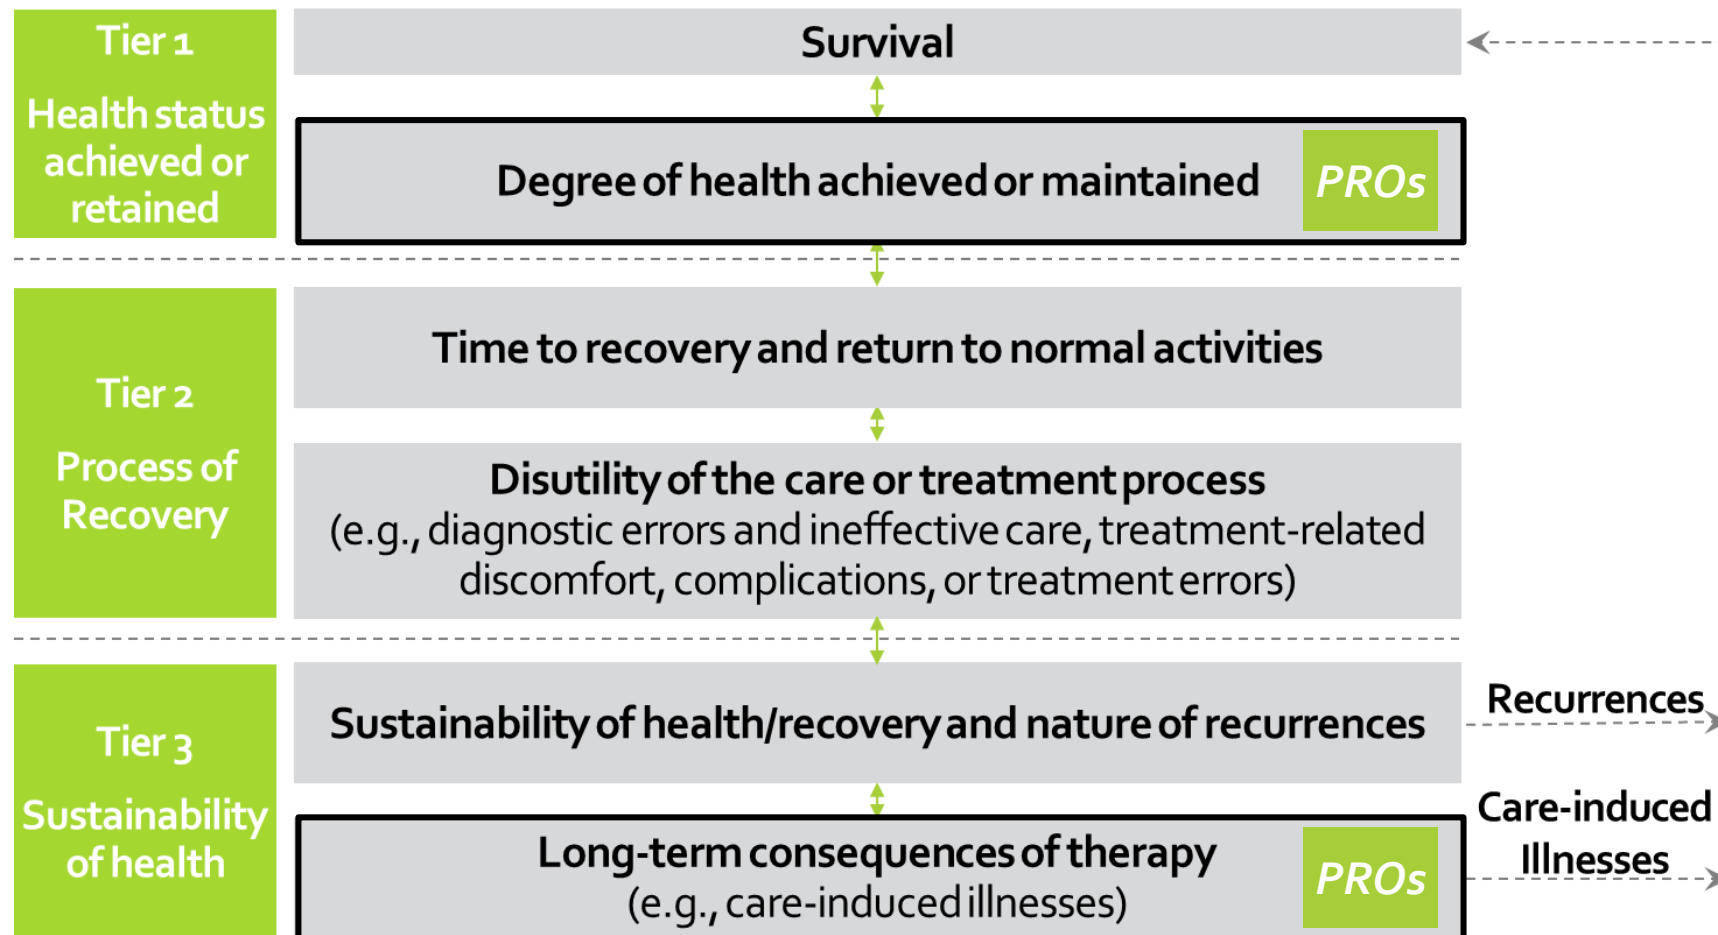 Tier 1
Health status
achieved or
retained
Survival
Degree of health achieved or maintained
PROs
Tier 2
Process of
Recovery
Time to recovery and return to normal activities
Disutility of the care or treatment process
(e.g., diagnostic errors and ineffective care, treatment-related
discomfort, complications, or treatment errors)
Tier 3
Sustainability
of health
Sustainability of health/recovery and nature of recurrences
Recurrences
Long-term consequences of therapy
(e.g., care-induced illnesses)
PROs
Care-induced
Illnesses